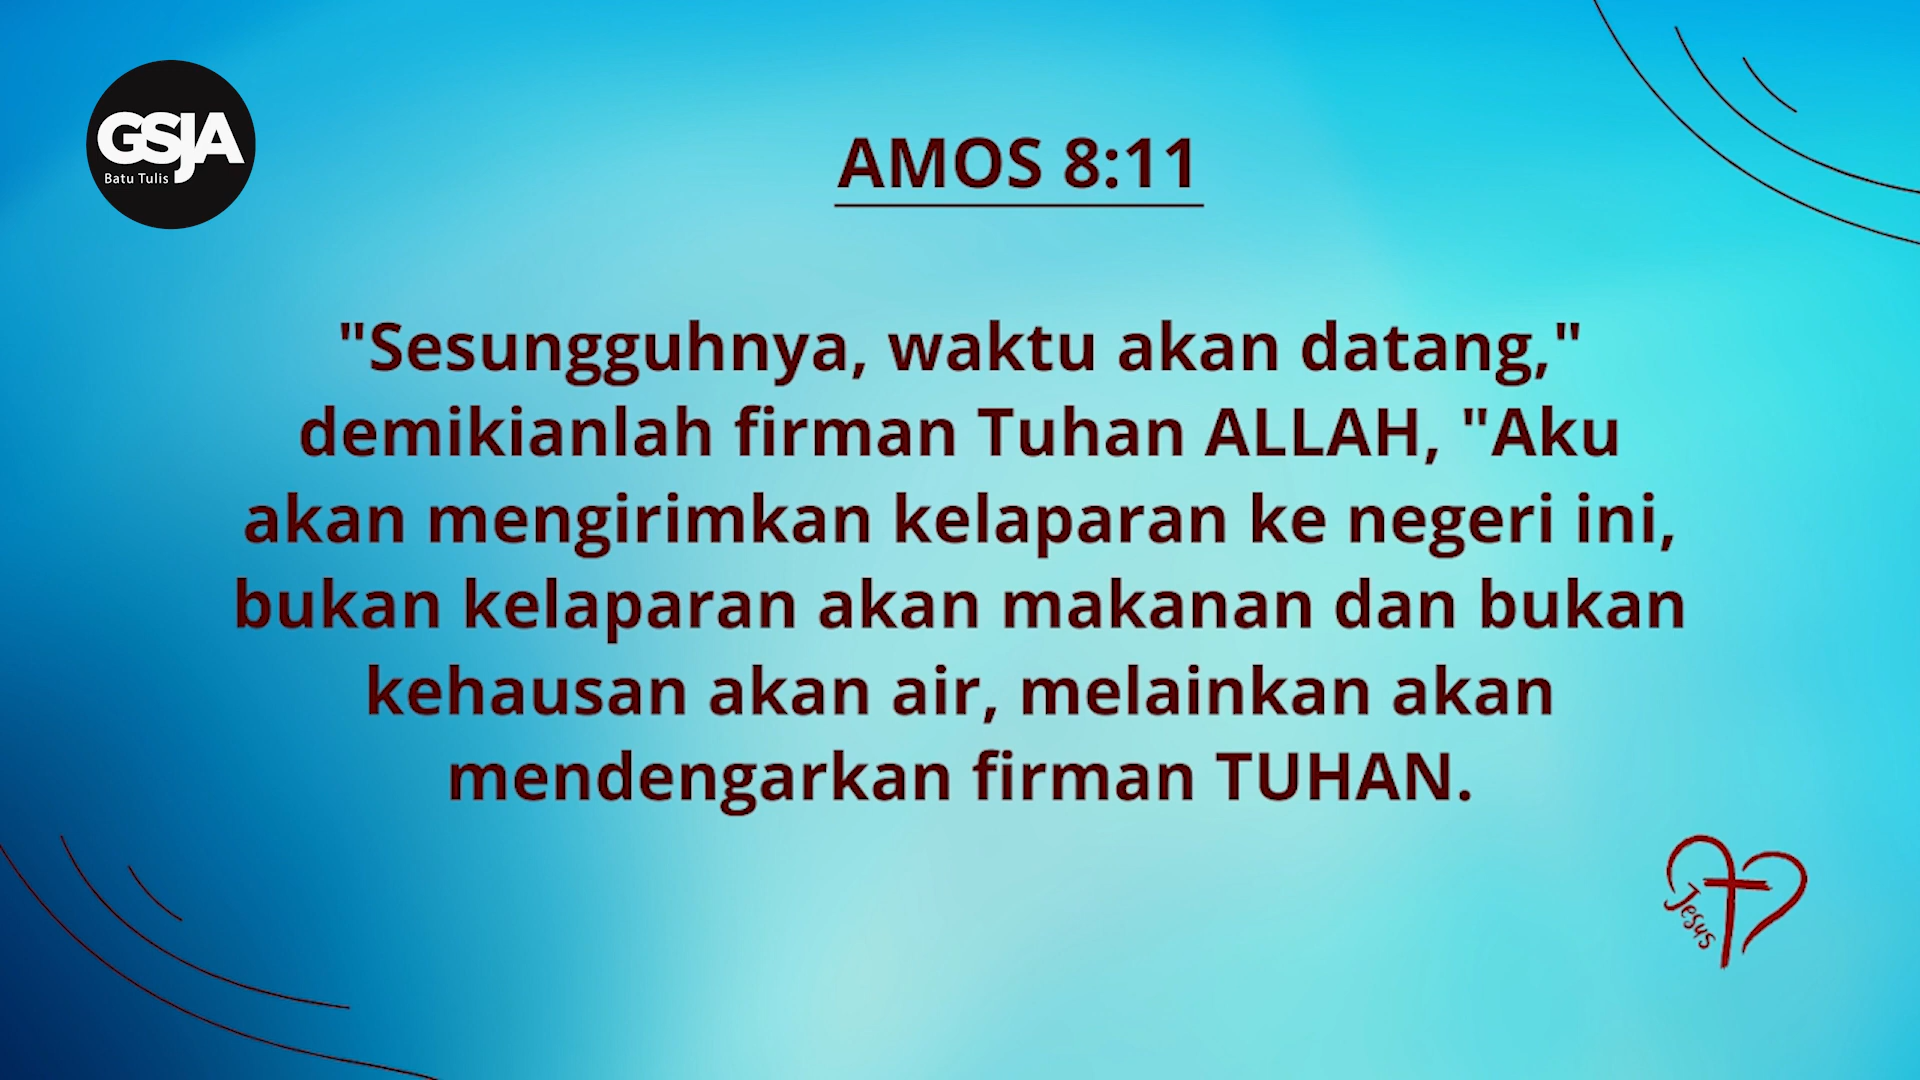 GSJA
Batu Tulis
AMOS 8:11
"Sesungguhnya, waktu akan datang,"
demikianlah firman Tuhan ALLAH, "Aku
akan mengirimkan kelaparan ke negeri ini,
bukan kelaparan akan makanan dan bukan
kehausan akan air, melainkan akan
mendengarkan firman TUHAN.
Jesus